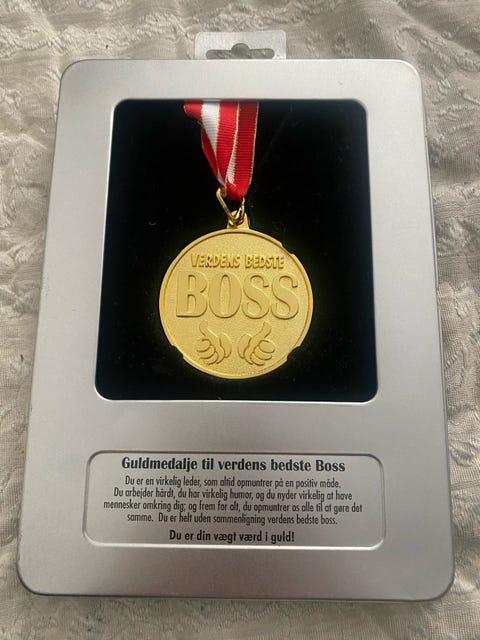 VERDENS BEDSTE
BOSS
Guldmedalje til verdens bedste Boss
Du er en virkelig leder, som altid opmuntrer på en positiv måde.
Du arbejder hårdt, du har virkelig humor, og du nyder virkelig at have
mennesker omkring dig; og frem for alt, du opmuntrer os alle til at gøre det
samme. Du er helt uden sammenligning verdens bedste boss.
Du er din vægt værd i guld!